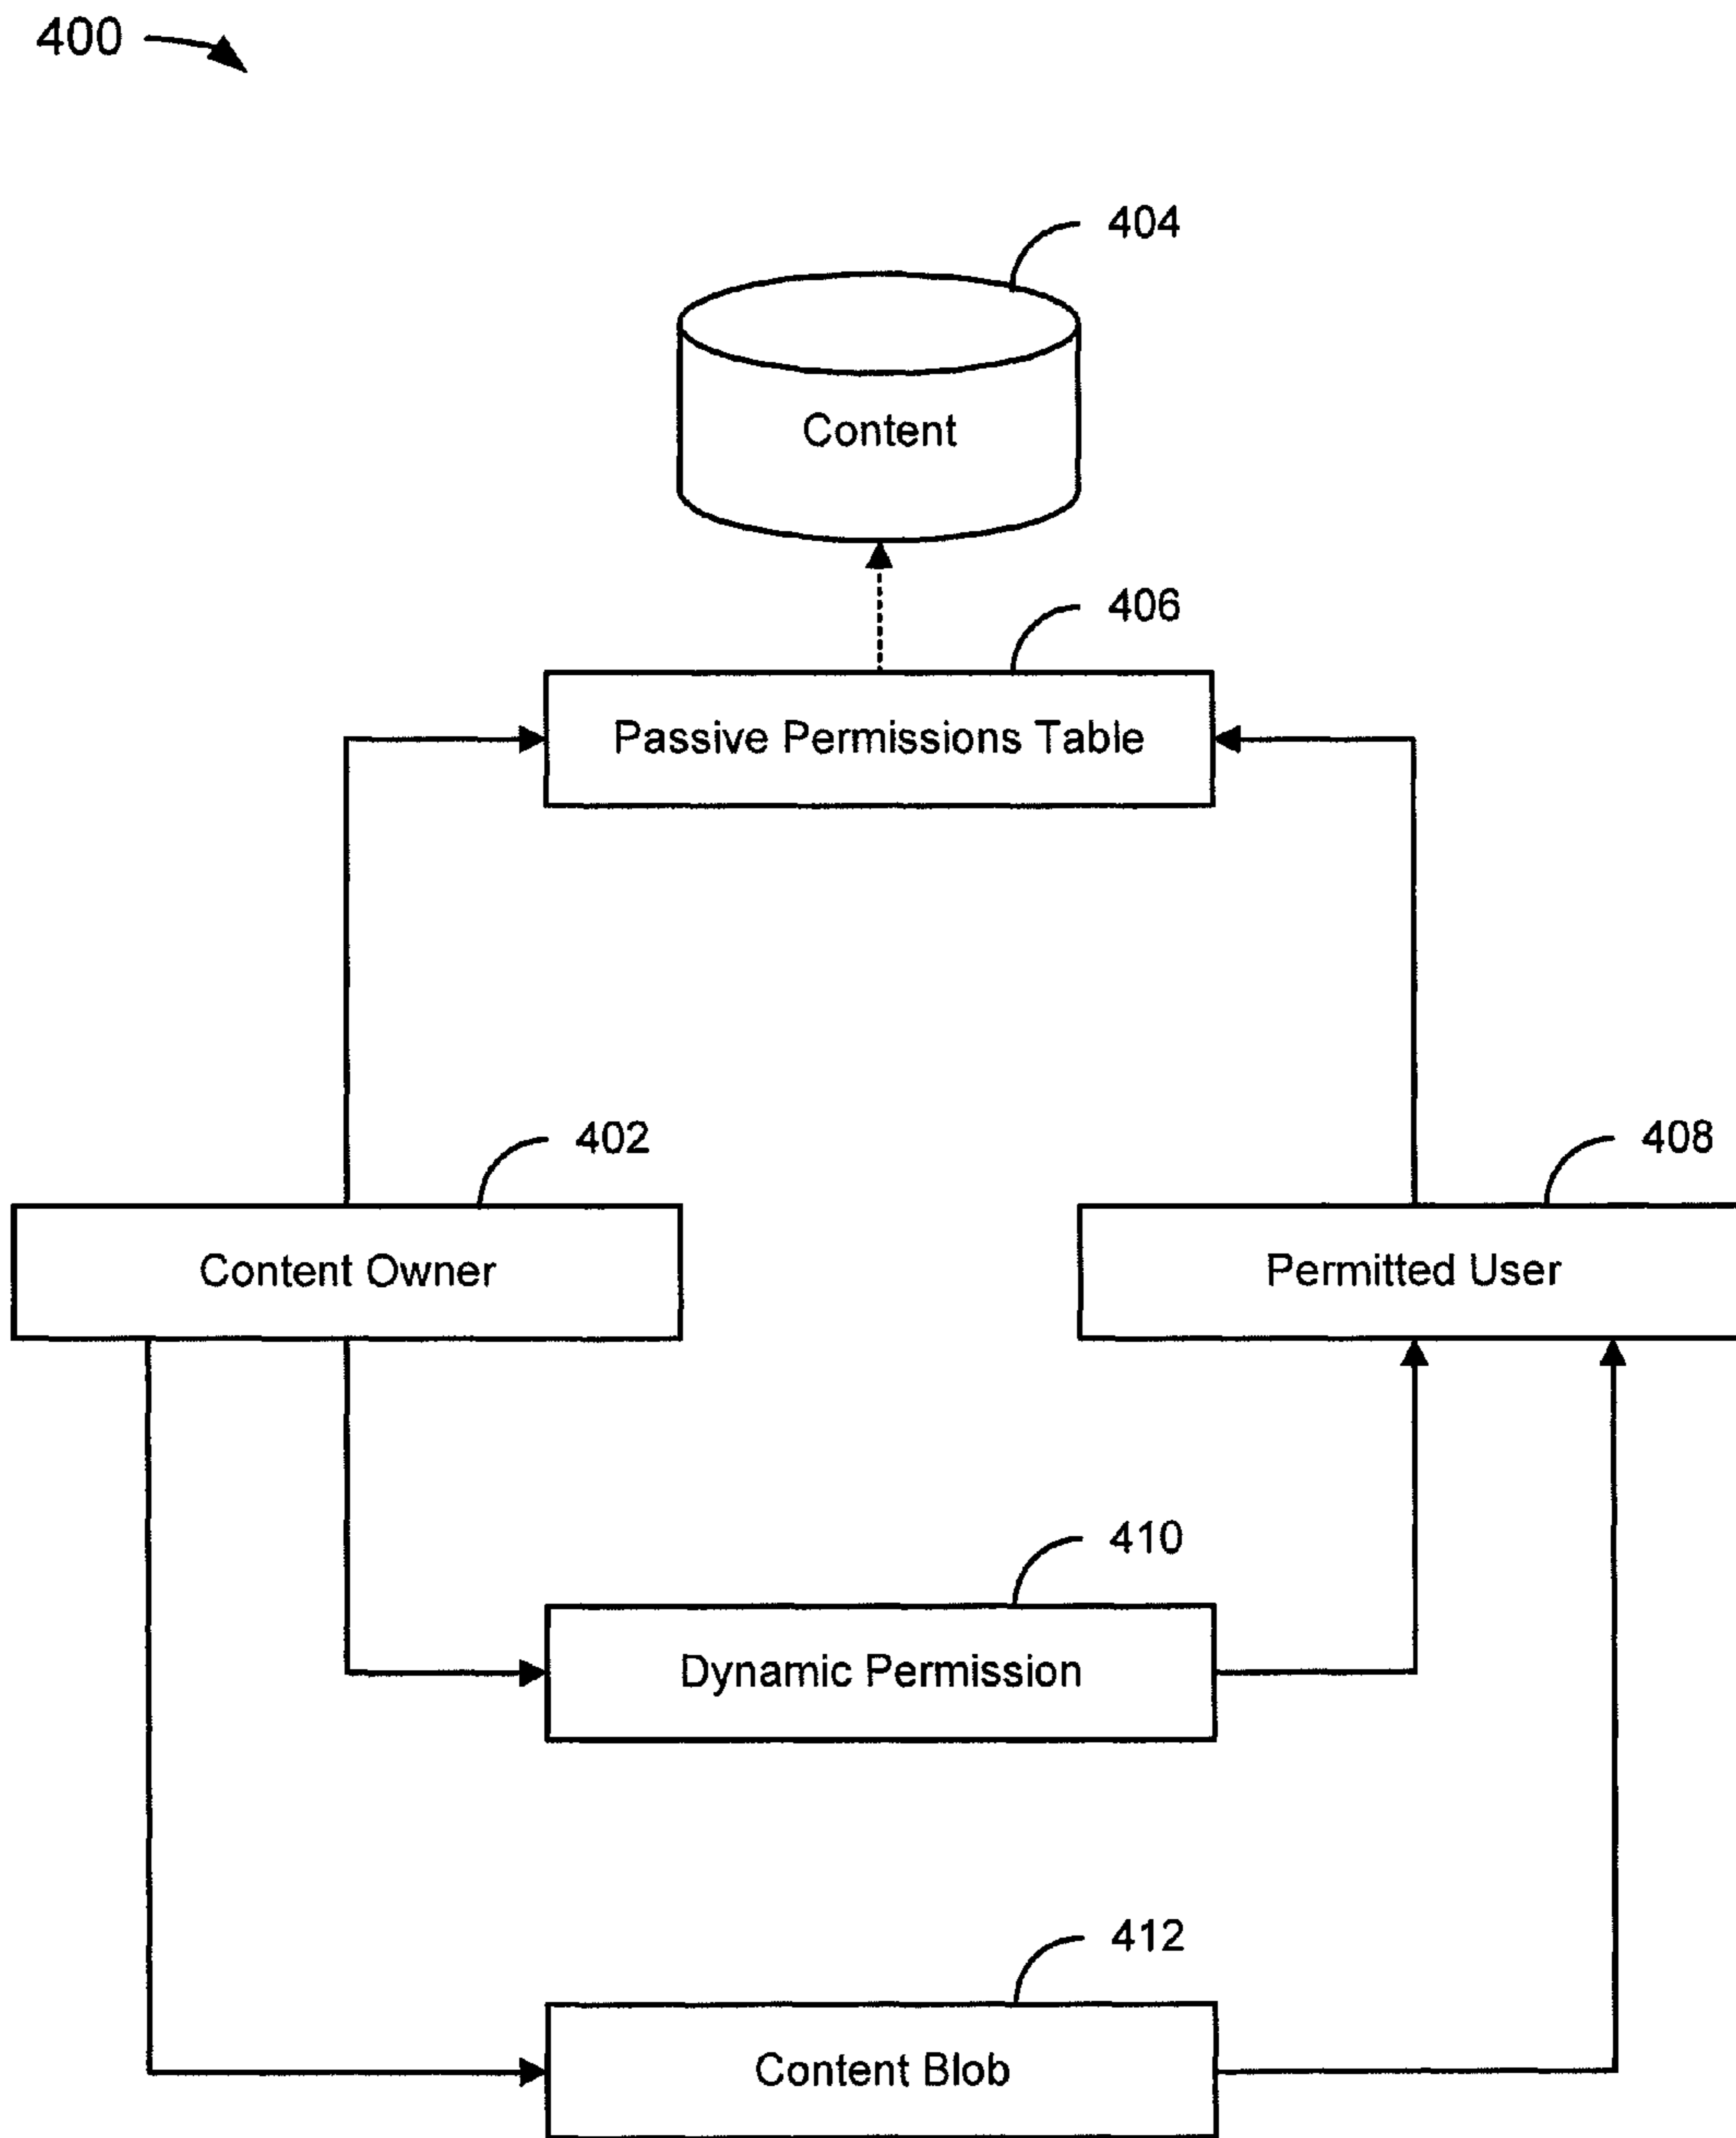 400
404
Content
406
Passive Permissions Table
402
408
Content Owner
Permitted User
410
Dynamic Permission
412
Content Blob